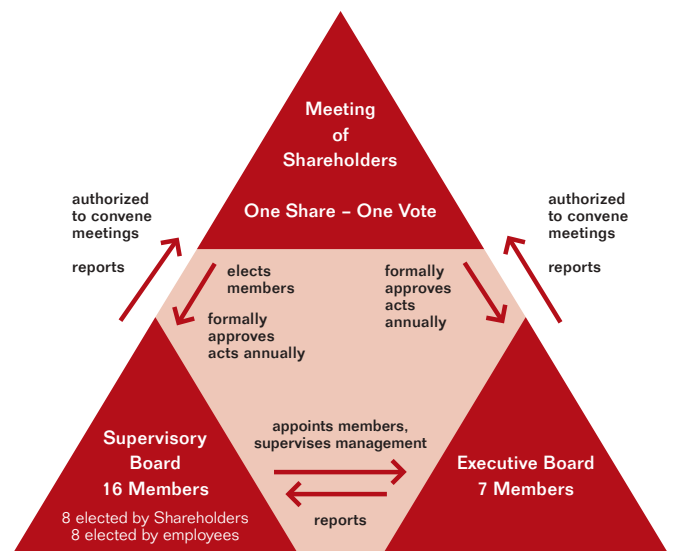 Meeting
of
Shareholders
One Share – One Vote
authorized
to convene
meetings
reports
authorized
to convene
meetings
reports
elects
members
formally
approves
acts annually
formally
approves
acts
annually
appoints members,
supervises management
reports
Supervisory
Board
16 Members
8 elected by Shareholders
8 elected by employees
Executive Board
7 Members